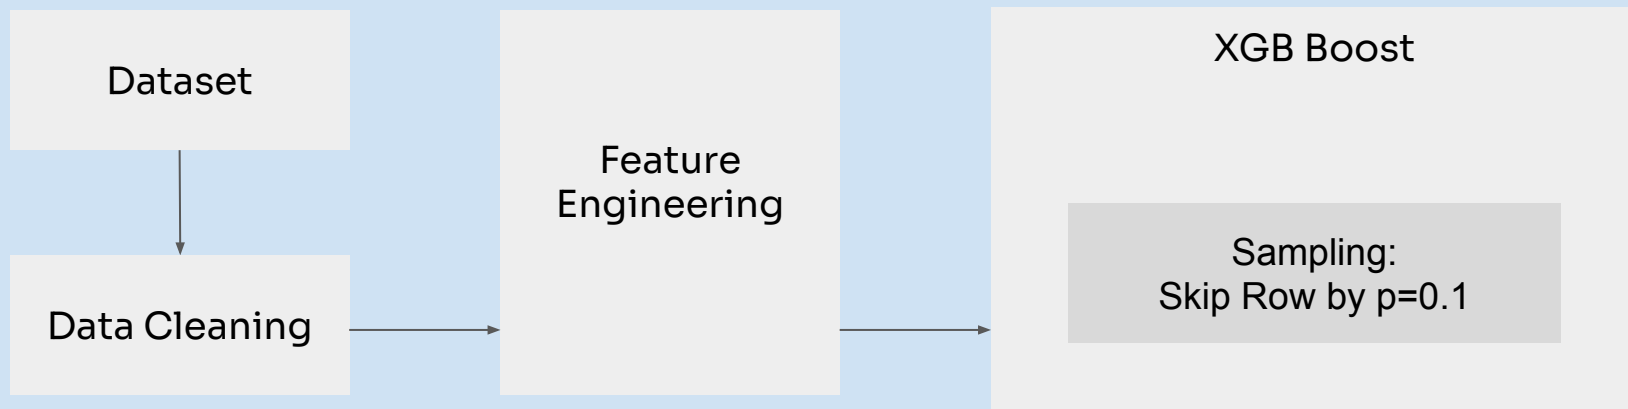 Dataset
Data Cleaning
Feature
Engineering
XGB Boost
Sampling:
Skip Row by p=0.1